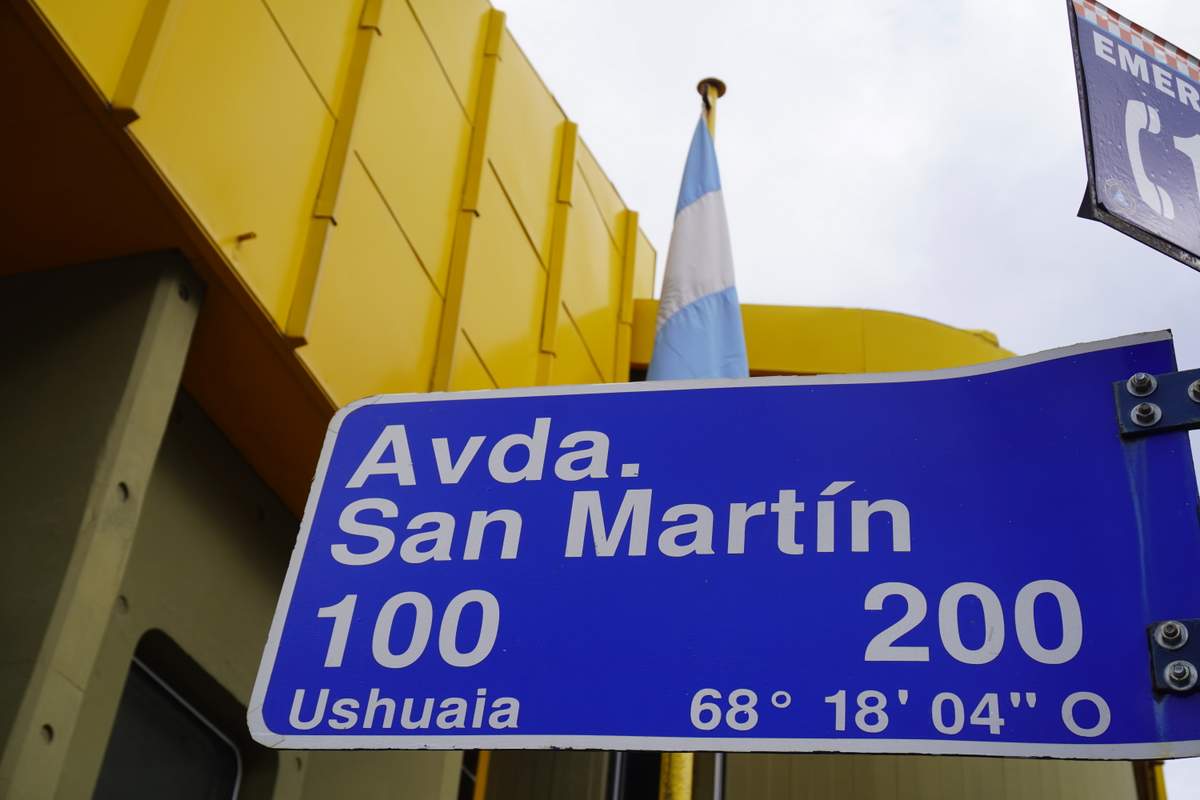 Avda.
San Martín
100 200
Ushuaia 68° 18' 04" O
EMER